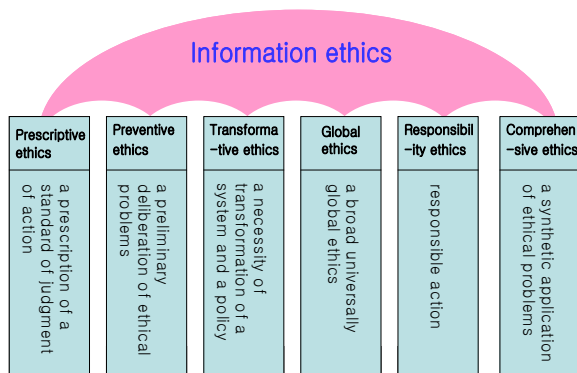 Information ethics
Prescriptive
ethics
a prescription of a
standard of judgment
of action
Preventive
ethics
a preliminary
deliberation of ethical
problems
Transforma
-tive ethics
a necessity of
transformation of a
system and a policy
Global
ethics
a broad universally
global ethics
Responsibil
-ity ethics
responsible action
Comprehen
-sive ethics
a synthetic application
of ethical problems